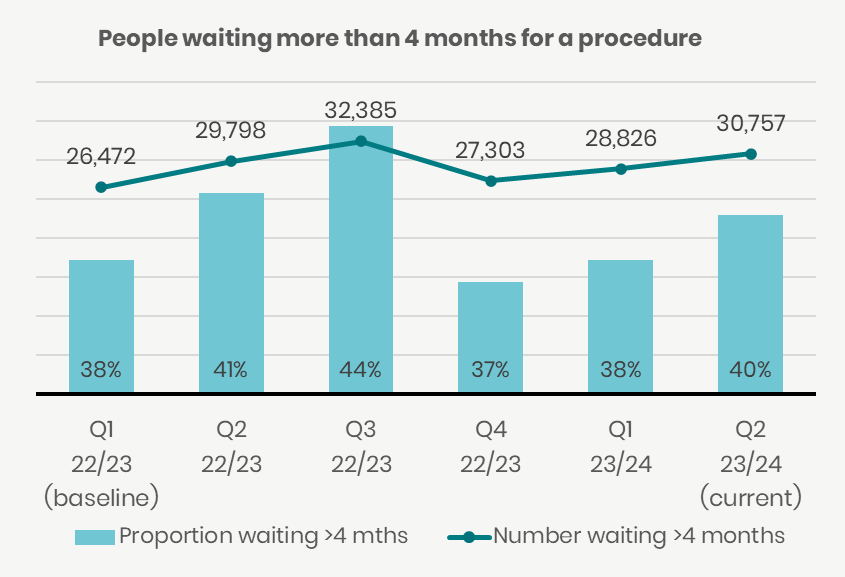 People waiting more than 4 months for a procedure
26,472
29,798
32,385
27,303
28,826
30,757
38%
41%
44%
37%
38%
40%
Q1
22/23
(baseline)
Q2
22/23
Q3
22/23
Q4
22/23
Q1
23/24
Q2
23/24
(current)
Proportion waiting >4 mths
Number waiting >4 months